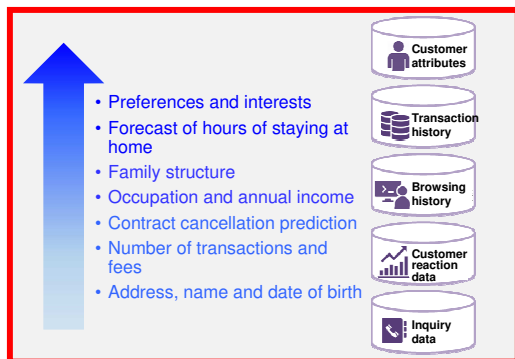 • Preferences and interests
• Forecast of hours of staying at
home
• Family structure
• Occupation and annual income
• Contract cancellation prediction
• Number of transactions and
fees
• Address, name and date of birth
Customer
attributes
Transaction
history
Browsing
history
Customer
reaction
data
Inquiry
data